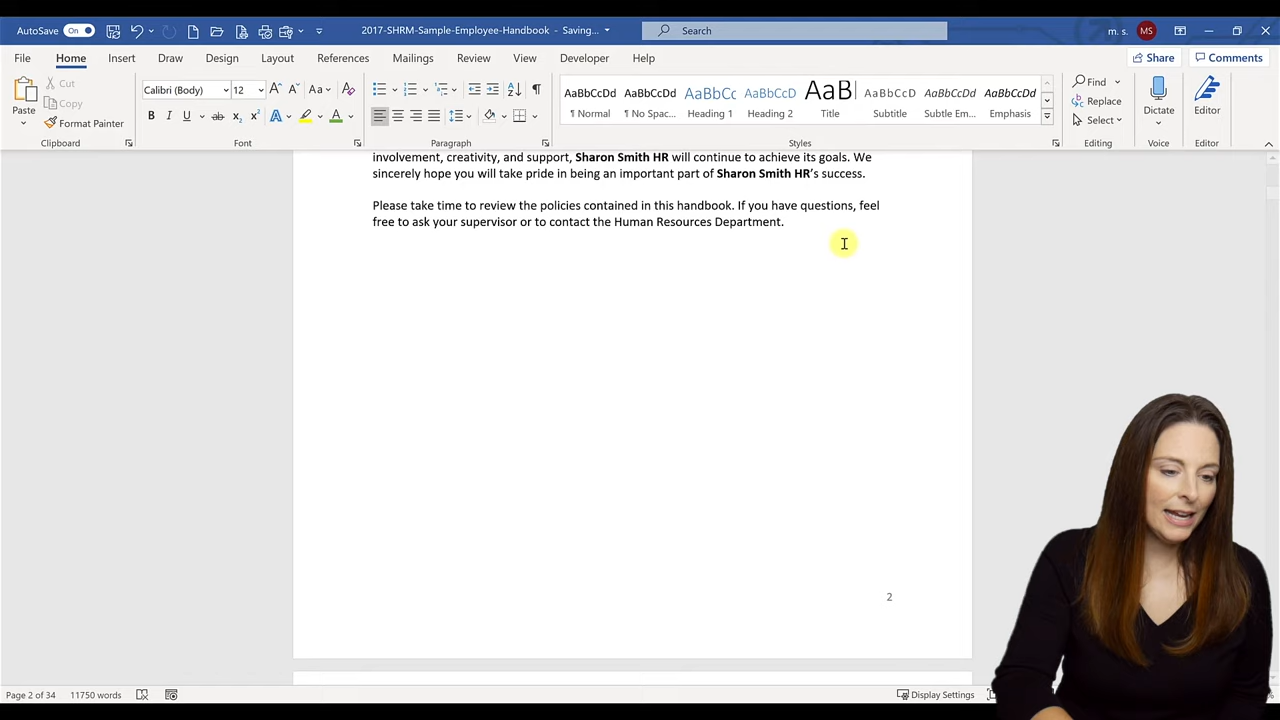 AutoSave On 2017-SHRM-Sample-Employee-Handbook - Saving... Search m. s. MS
File Home Insert Draw Design Layout References Mailings Review View Developer Help Share Comments
Paste Cut Copy Format Painter
Calibri (Body) 12 Aa
B I U ab x2 x2 A A
AaBbCcDd AaBbCcDd AaBbCc AaBbCcD AaB AaBbCcD AaBbCcDd AaBbCcDd
¶ Normal ¶ No Spac... Heading 1 Heading 2 Title Subtitle Subtle Em... Emphasis
Find Replace Select Dictate Editor
Clipboard Font Paragraph Styles Editing Voice Editor
involvement, creativity, and support, Sharon Smith HR will continue to achieve its goals. We
sincerely hope you will take pride in being an important part of Sharon Smith HR's success.
Please take time to review the policies contained in this handbook. If you have questions, feel
free to ask your supervisor or to contact the Human Resources Department.
2
Page 2 of 34 11750 words Display Settings